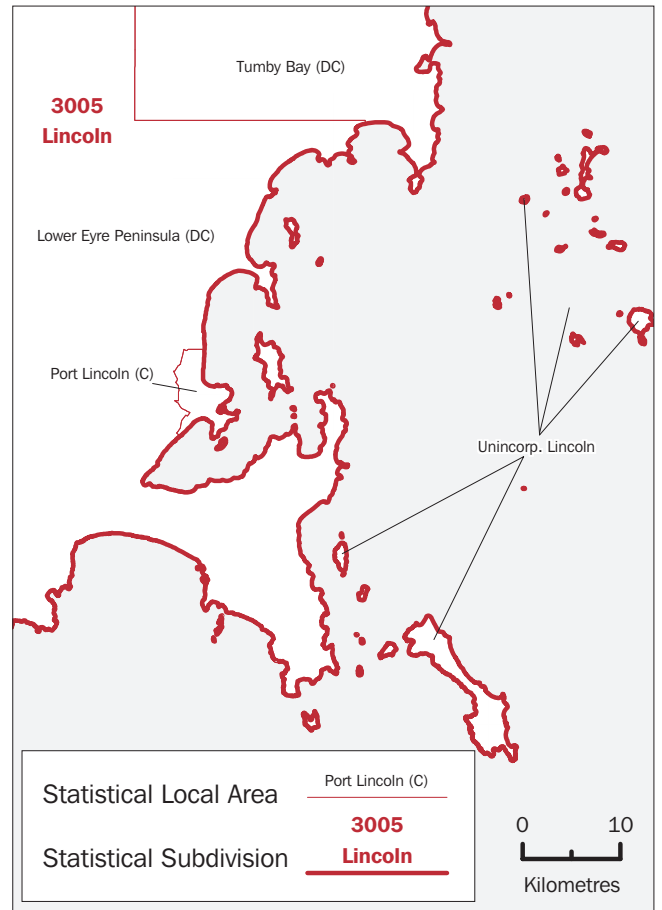 Tumby Bay (DC)
3005
Lincoln
Lower Eyre Peninsula (DC)
Port Lincoln (C)
Unincorp. Lincoln
Statistical Local Area
Port Lincoln (C)
Statistical Subdivision
3005
Lincoln
0 10
Kilometres